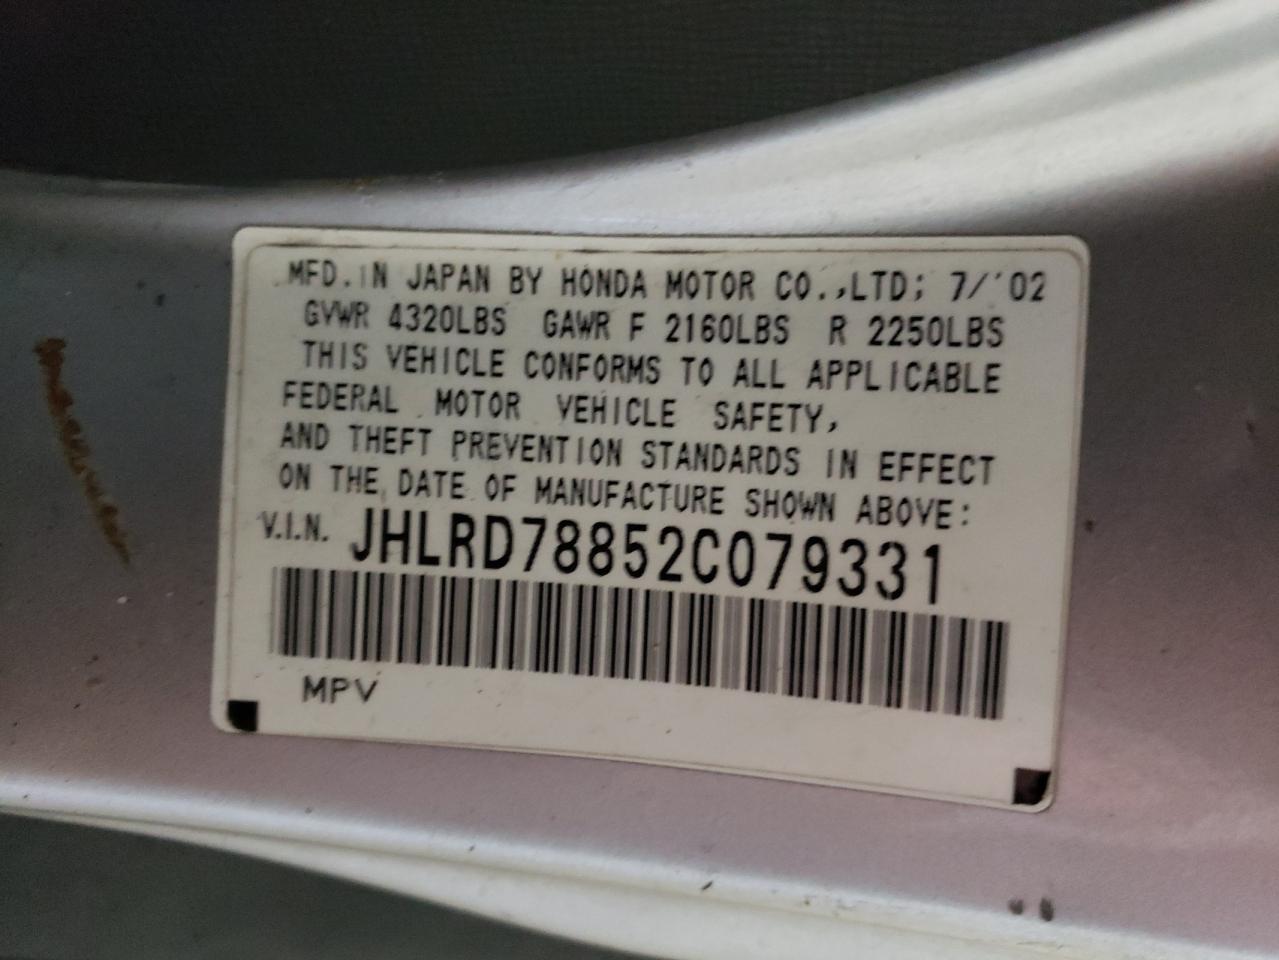 MFD.IN JAPAN BY HONDA MOTOR CO.,LTD; 7/'02
GVWR 4320LBS GAWR F 2160LBS R 2250LBS
THIS VEHICLE CONFORMS TO ALL APPLICABLE
FEDERAL MOTOR VEHICLE SAFETY,
AND THEFT PREVENTION STANDARDS IN EFFECT
ON THE DATE OF MANUFACTURE SHOWN ABOVE:
V.I.N. JHLRD78852C079331
MPV